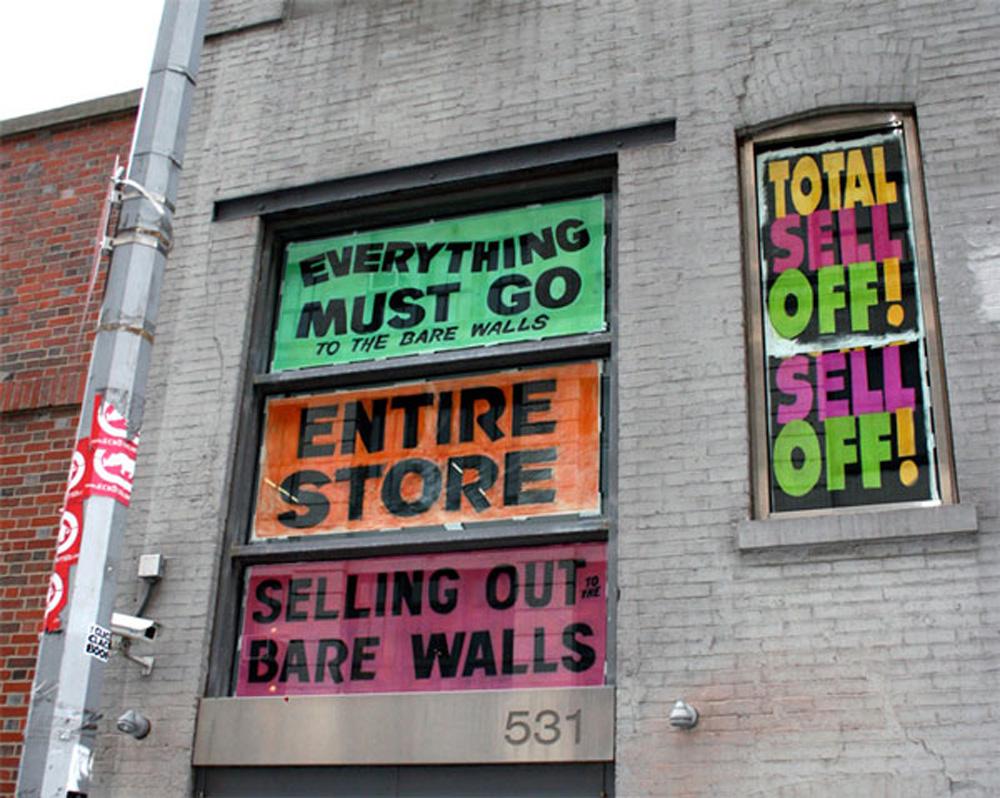 EVERYTHING
MUST GO
TO THE BARE WALLS
ENTIRE
STORE
SELLING OUT TO THE
BARE WALLS
531
TOTAL
SELL
OFF!
SELL
OFF!